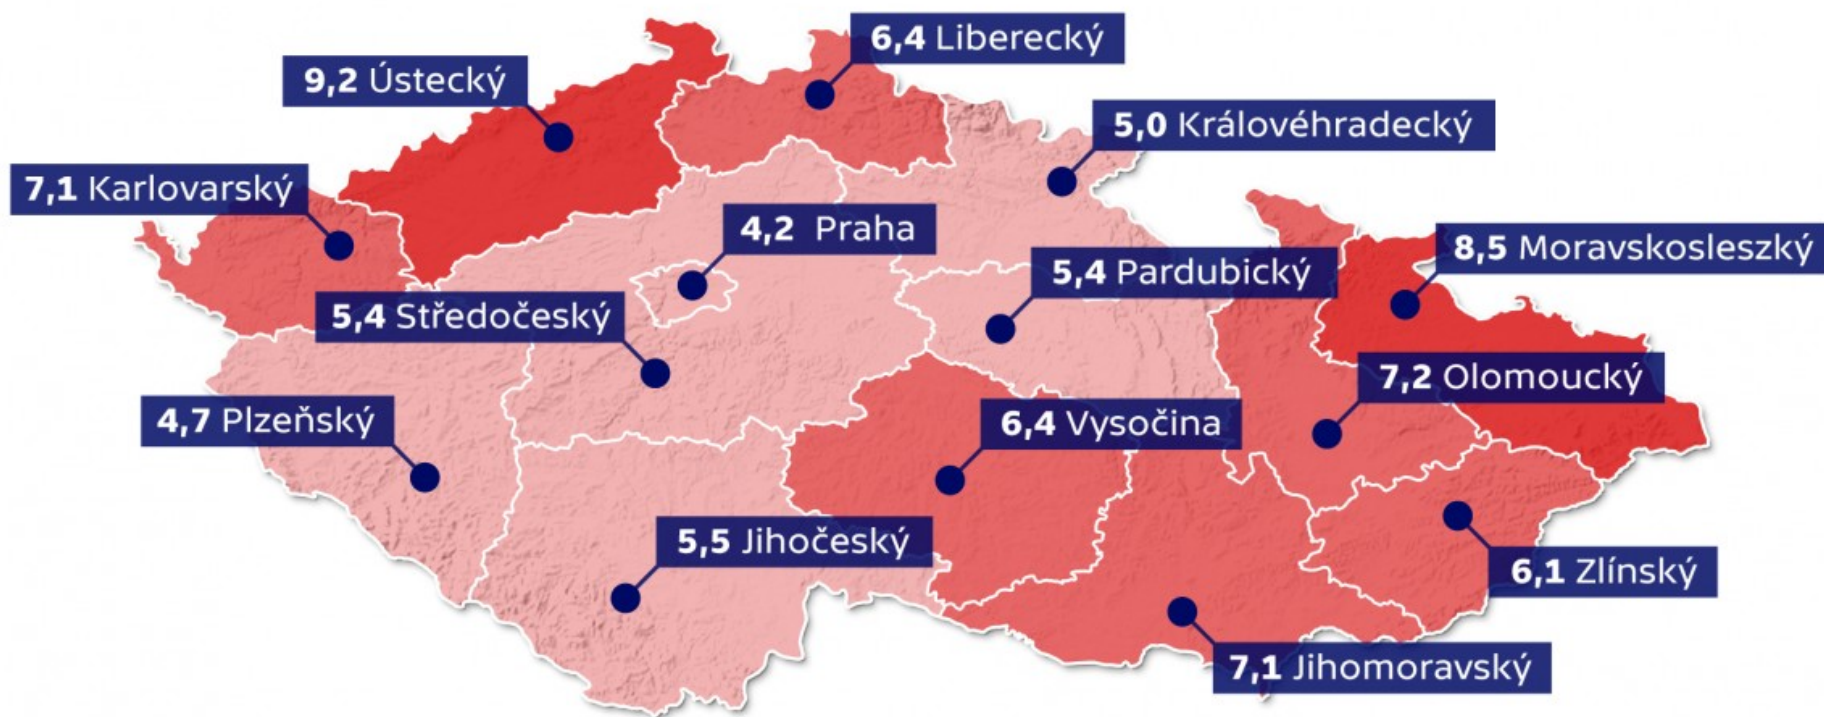 6,4 Liberecký
9,2 Ústecký
5,0 Královéhradecký
7,1 Karlovarský
4,2 Praha
8,5 Moravskosleszký
5,4 Pardubický
5,4 Středočeský
7,2 Olomoucký
4,7 Plzeňský
6,4 Vysočina
5,5 Jihočeský
6,1 Zlínský
7,1 Jihomoravský